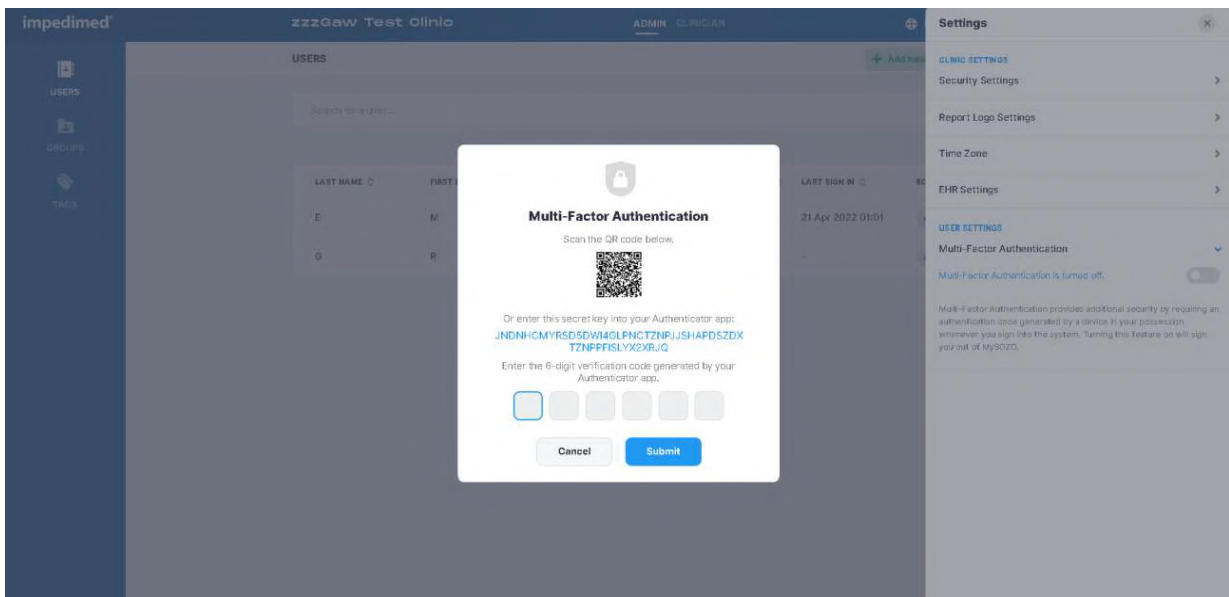 impedimed
zzzGaw Test Clinic
ADMIN CLINICIAN
USERS
GROUPS
TAGS
USERS
+ Add new
Search for a user...
LAST NAME
FIRST
LAST SIGN IN
E M 21 Apr 2022 01:01
G R -
Multi-Factor Authentication
Scan the QR code below.
Or enter this secret key into your Authenticator app:
JNDNHCMYRSD5DWI4GLPNCTZNPJJSHAPDSZDX
TZNPPFISLYX2XRJQ
Enter the 6-digit verification code generated by your
Authenticator app.
Cancel Submit
Settings
CLINIC SETTINGS
Security Settings
Report Logo Settings
Time Zone
EHR Settings
USER SETTINGS
Multi-Factor Authentication
Multi-Factor Authentication is turned off.
Multi-Factor Authentication provides additional security by requiring an
authentication code generated by a device in your possession
whenever you sign into the system. Turning this feature on will sign
you out of MySOZO.